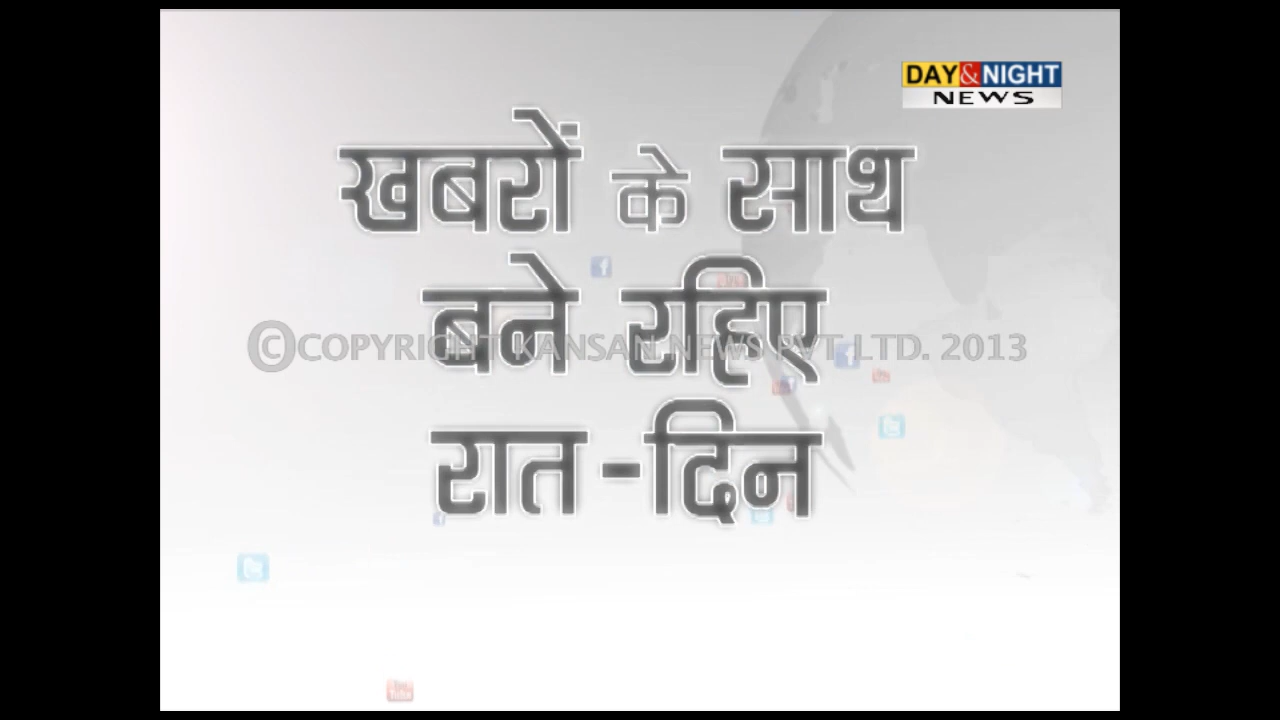 DAY&NIGHT
NEWS
खबरों के साथ
बने रहिए
©COPYRIGHT KANSAN NEWS PVT LTD. 2013
रात-दिन